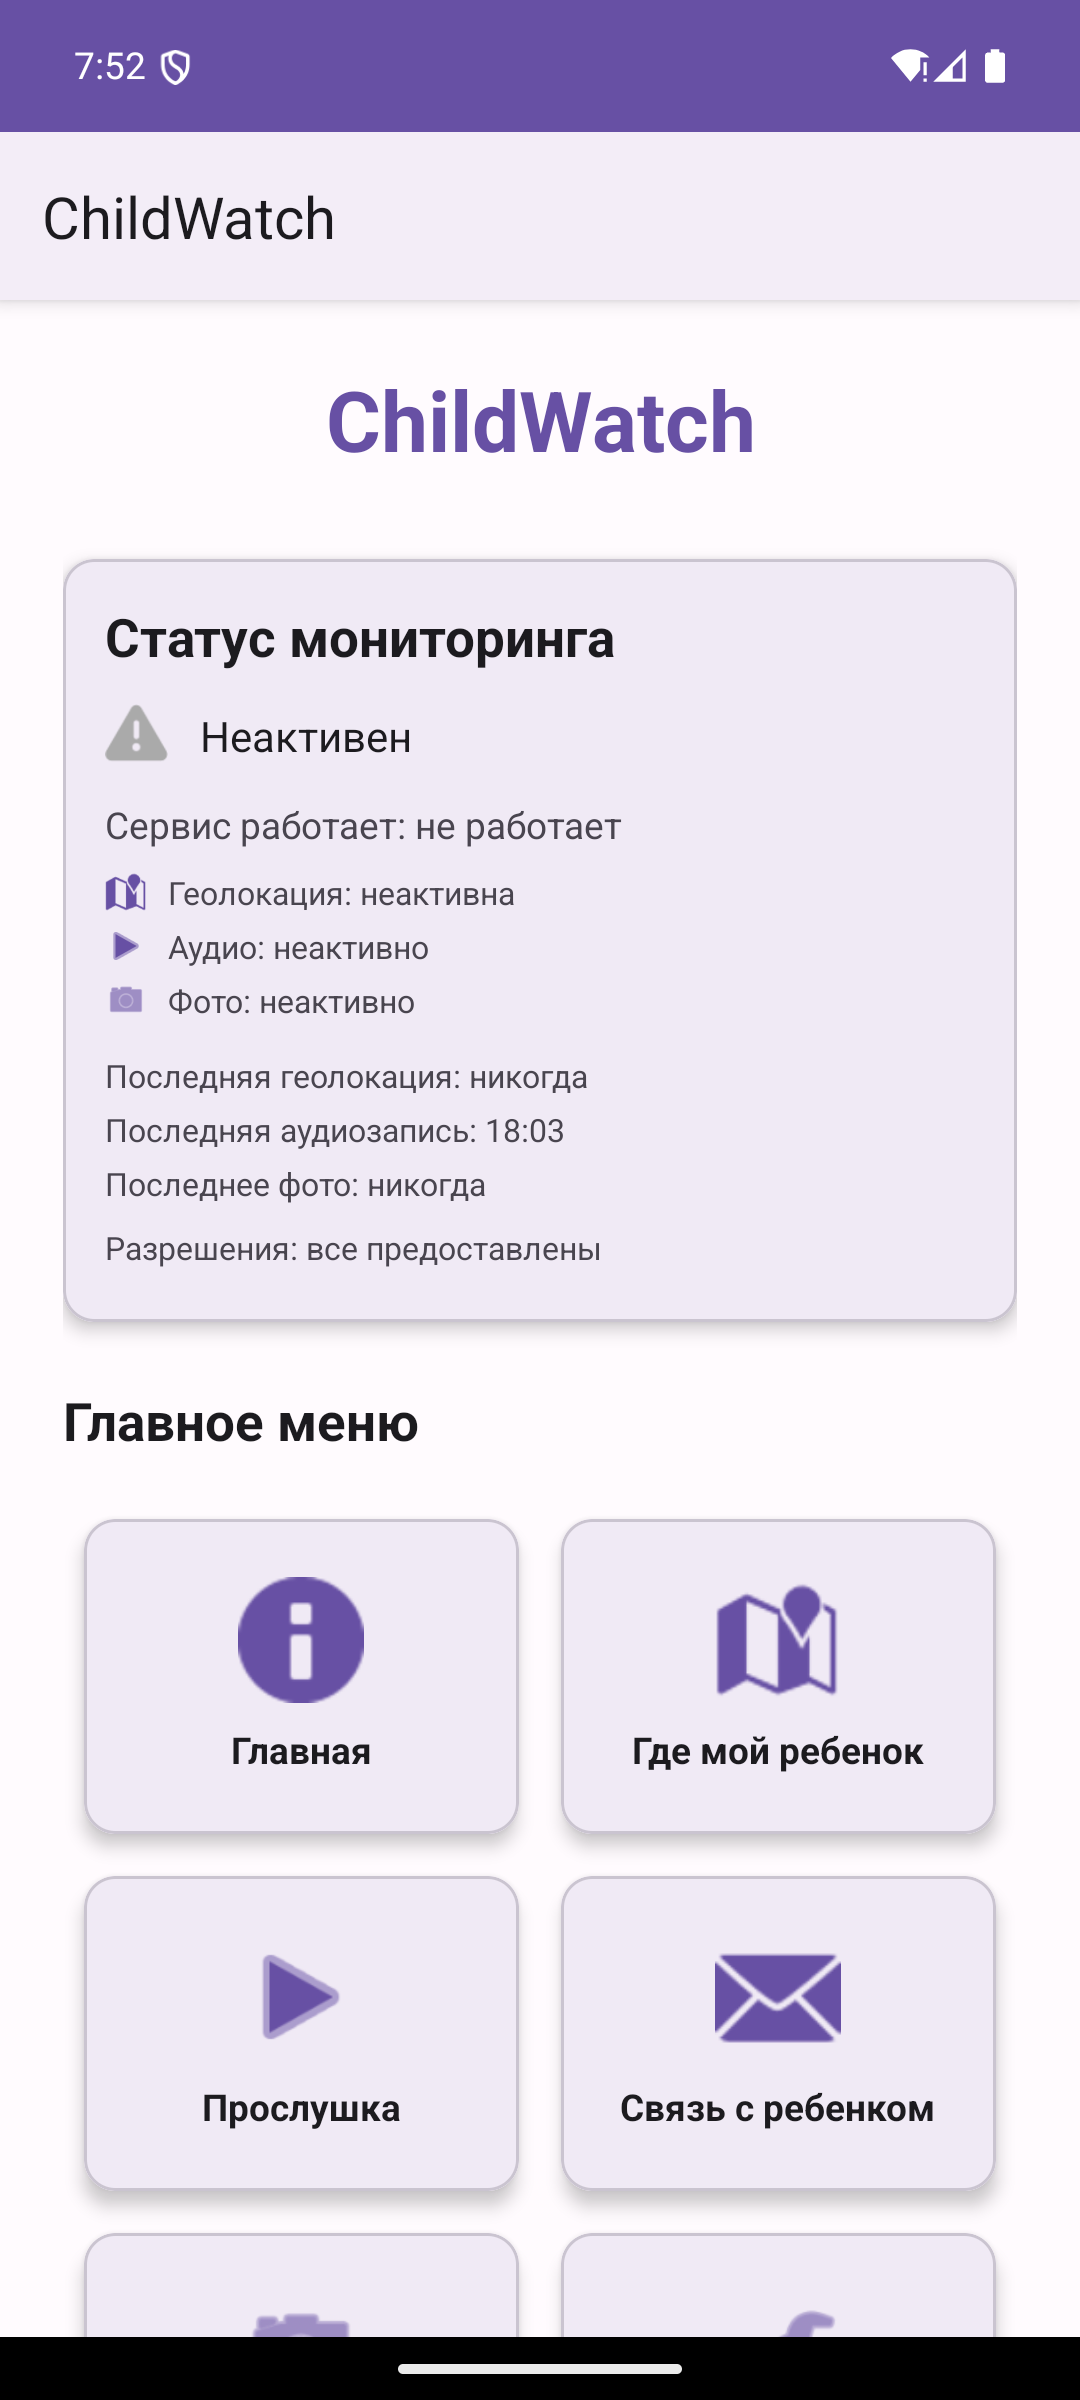 7:52
ChildWatch
ChildWatch
Статус мониторинга
Неактивен
Сервис работает: не работает
Геолокация: неактивна
Аудио: неактивно
Фото: неактивно
Последняя геолокация: никогда
Последняя аудиозапись: 18:03
Последнее фото: никогда
Разрешения: все предоставлены
Главное меню
Главная
Где мой ребенок
Прослушка
Связь с ребенком